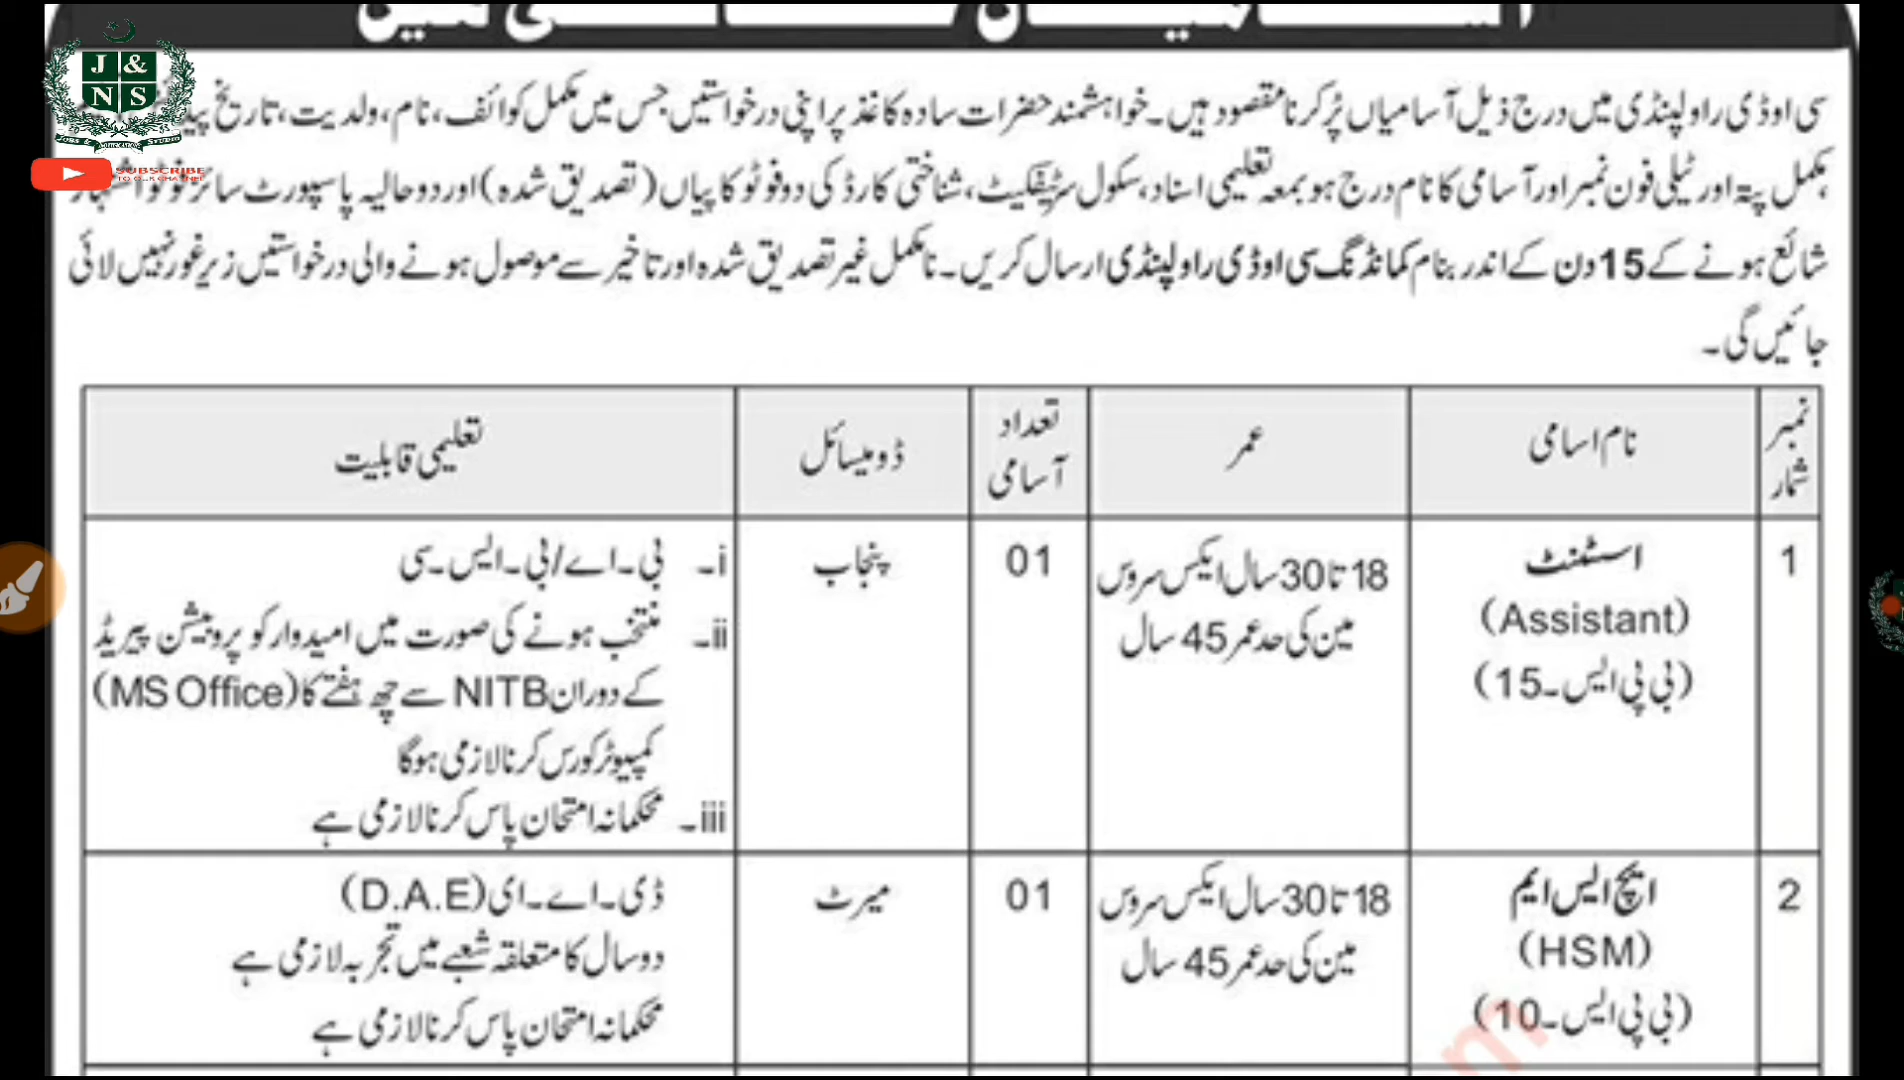 J &
N S
SUBSCRIBE
TO OUR CHANNEL
سی او ڈی راولپنڈی میں درج ذیل آسامیاں پُر کرنا مقصود ہیں۔ خواہشمند حضرات سادہ کاغذ پر اپنی درخواستیں جس میں مکمل کوائف، نام، ولدیت، تاریخ
مکمل پتہ اور ٹیلی فون نمبر اور آسامی کا نام درج ہو بمعہ تعلیمی اسناد، سکول سرٹیفکیٹ، شناختی کارڈ کی دو فوٹو کاپیاں (تصدیق شدہ) اور دو حالیہ پاسپورٹ سائز فوٹو اشتہار
شائع ہونے کے 15 دن کے اندر بنام کمانڈنگ سی او ڈی راولپنڈی ارسال کریں۔ نامکمل غیر تصدیق شدہ اور تاخیر سے موصول ہونے والی درخواستیں زیر غور نہیں لائی
جائیں گی۔
نمبر شمار نام اسامی عمر تعداد آسامی ڈومیسائل تعلیمی قابلیت
1 اسٹنٹ 18 تا 30 سال ایکس سروس 01 پنجاب i۔ بی۔اے/بی۔ایس۔سی
(Assistant) مین کی حد عمر 45 سال ii۔ منتخب ہونے کی صورت میں امیدوار کو پروبیشن پیریڈ
(بی پی ایس۔15) کے دوران NITB سے چھ ہفتے کا (MS Office)
کمپیوٹر کورس کرنا لازمی ہوگا
iii۔ محکمانہ امتحان پاس کرنا لازمی ہے
2 ایچ ایس ایم 18 تا 30 سال ایکس سروس 01 میرٹ ڈی۔اے۔ای (D.A.E)
(HSM) مین کی حد عمر 45 سال دو سال کا متعلقہ شعبے میں تجربہ لازمی ہے
(بی پی ایس۔10) محکمانہ امتحان پاس کرنا لازمی ہے